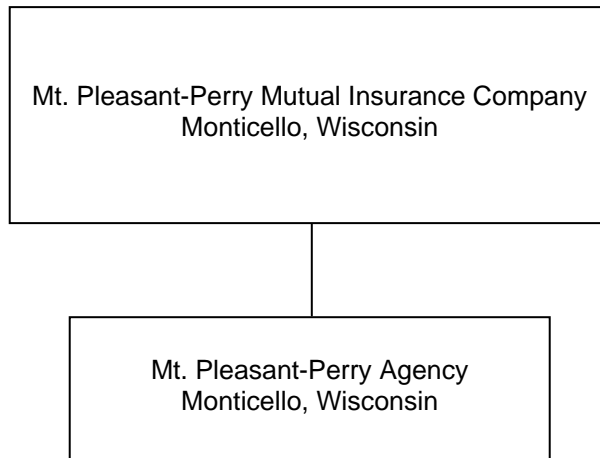 Mt. Pleasant-Perry Mutual Insurance Company
Monticello, Wisconsin
Mt. Pleasant-Perry Agency
Monticello, Wisconsin